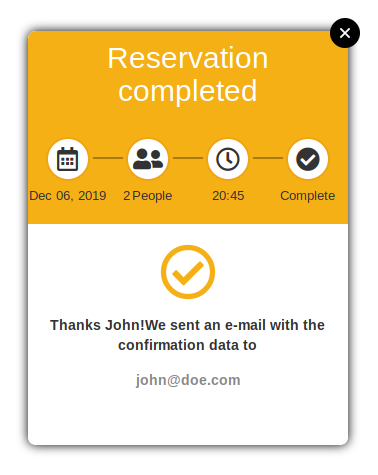 Reservation
completed
Dec 06, 2019 2 People 20:45 Complete
Thanks John!We sent an e-mail with the
confirmation data to
john@doe.com